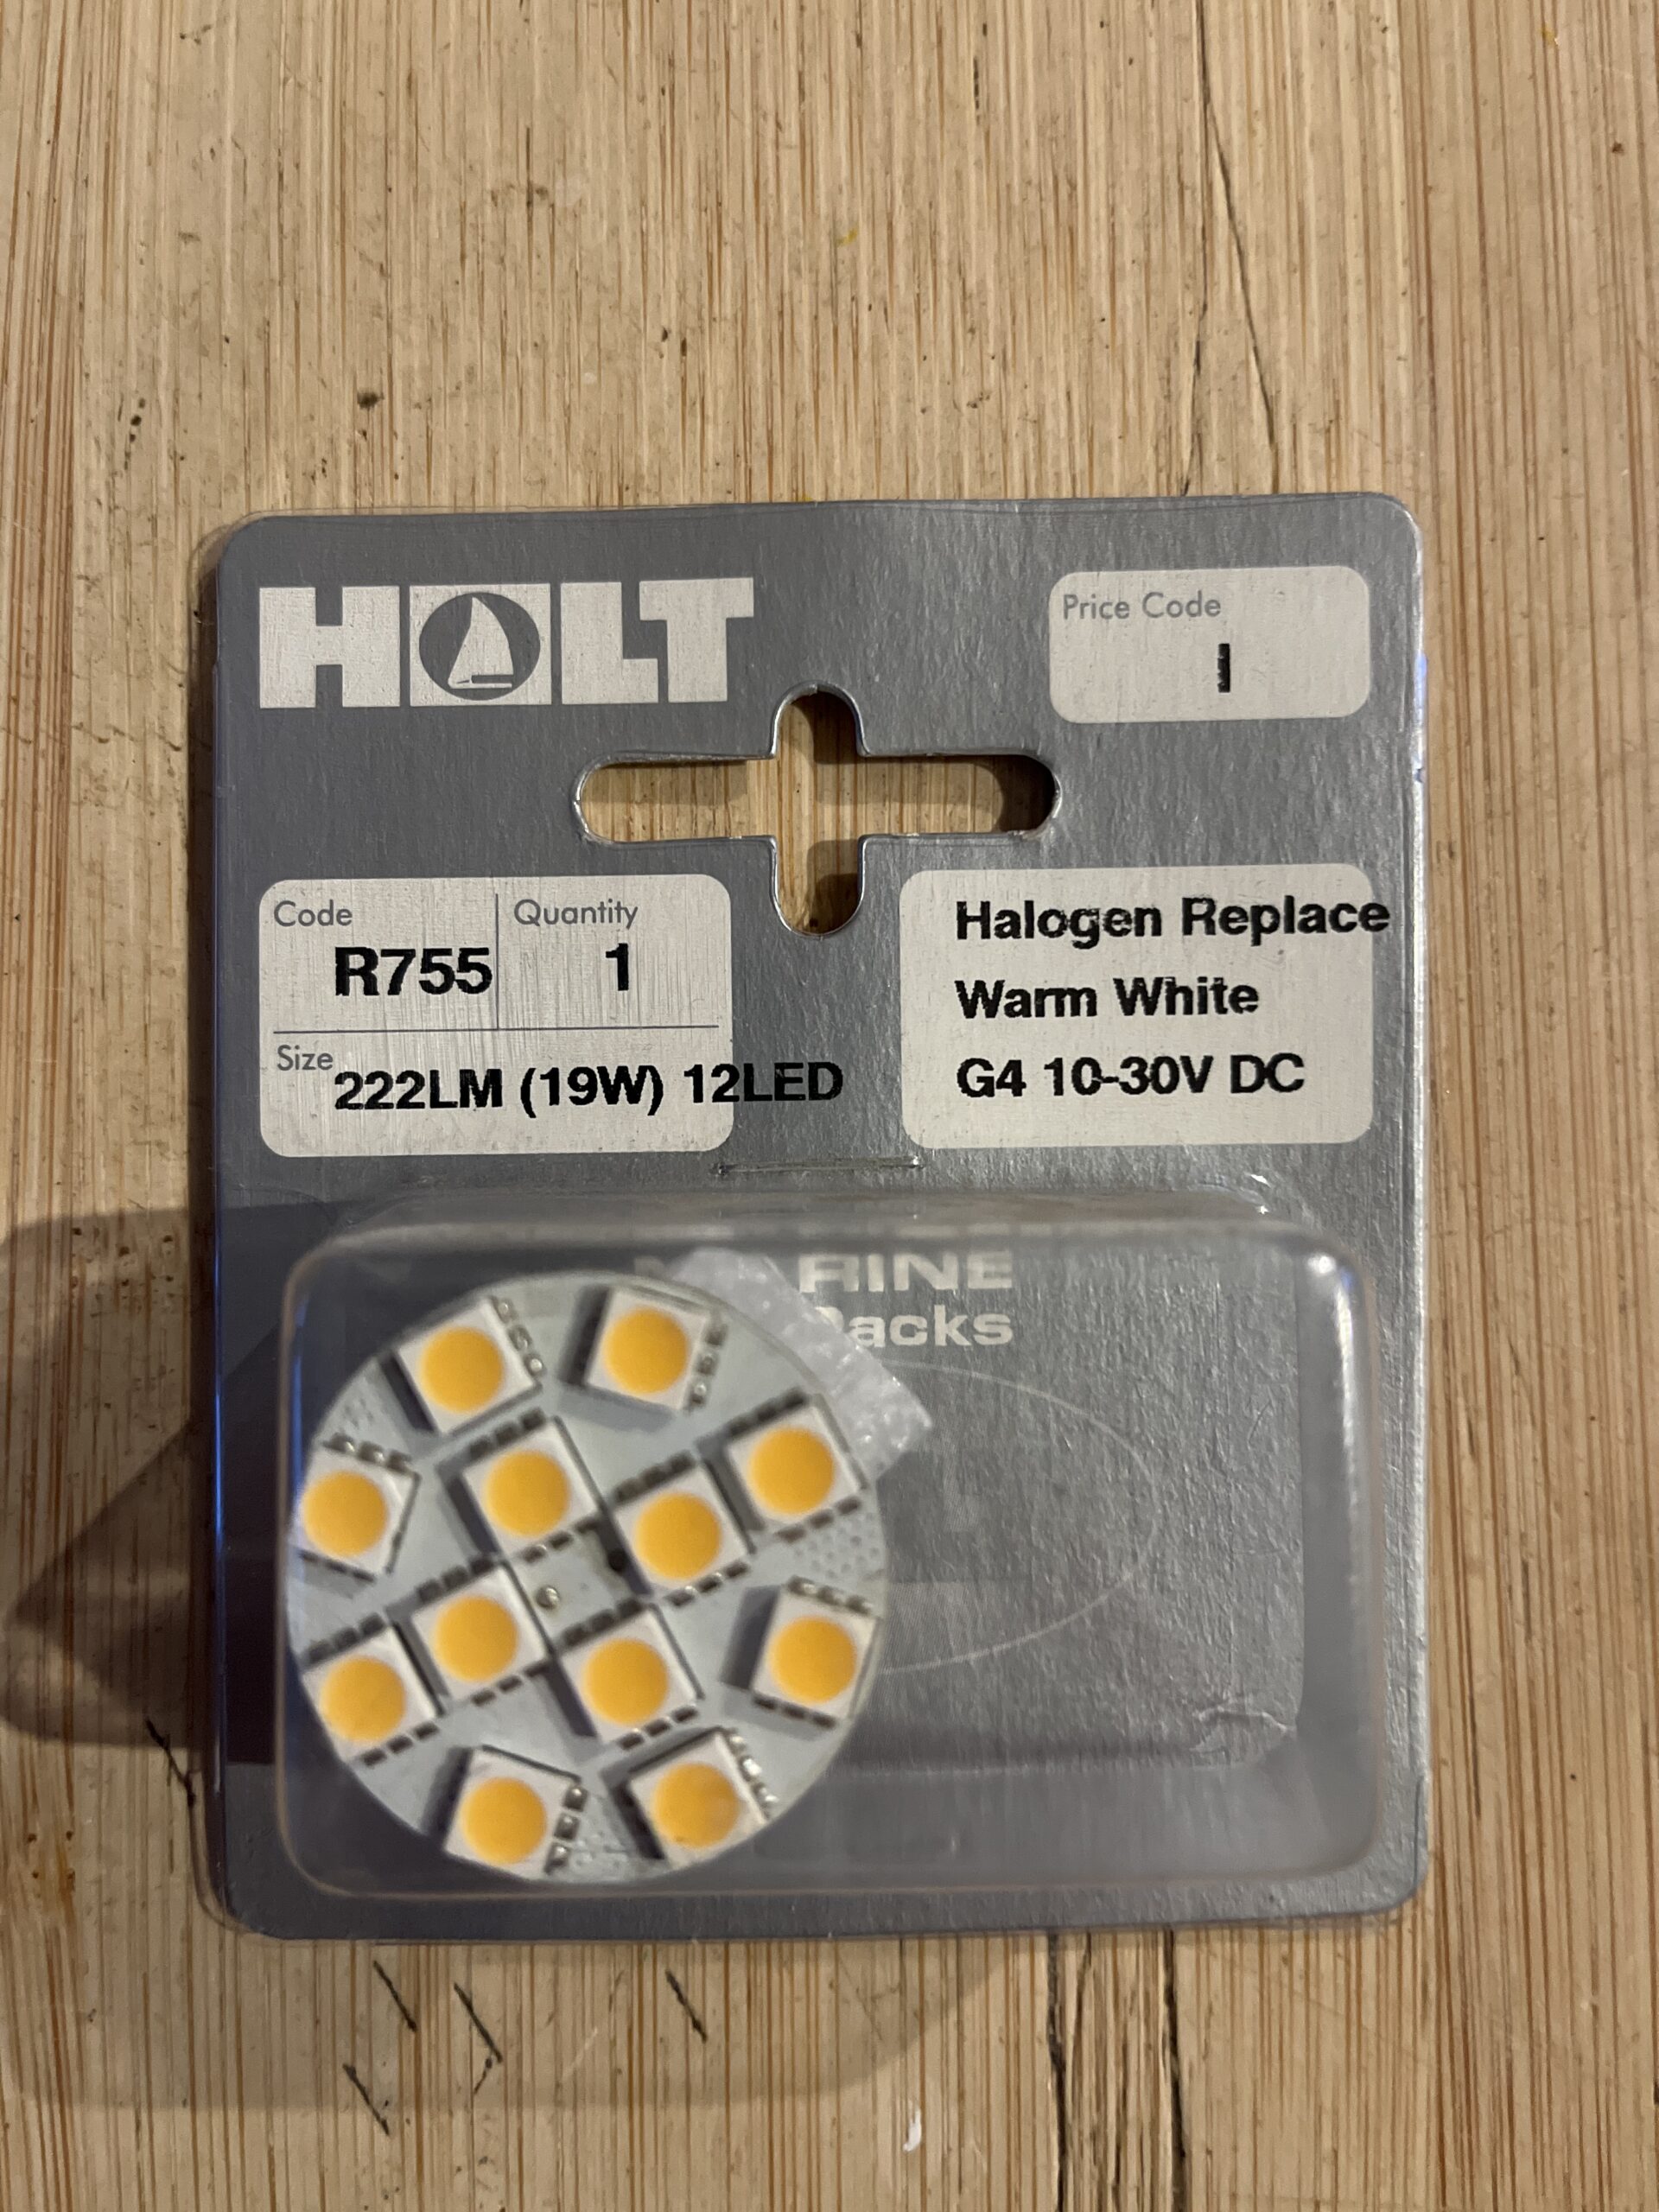 HOLT
Price Code
I
Code
R755
Quantity
1
Size
222LM (19W) 12LED
Halogen Replace
Warm White
G4 10-30V DC